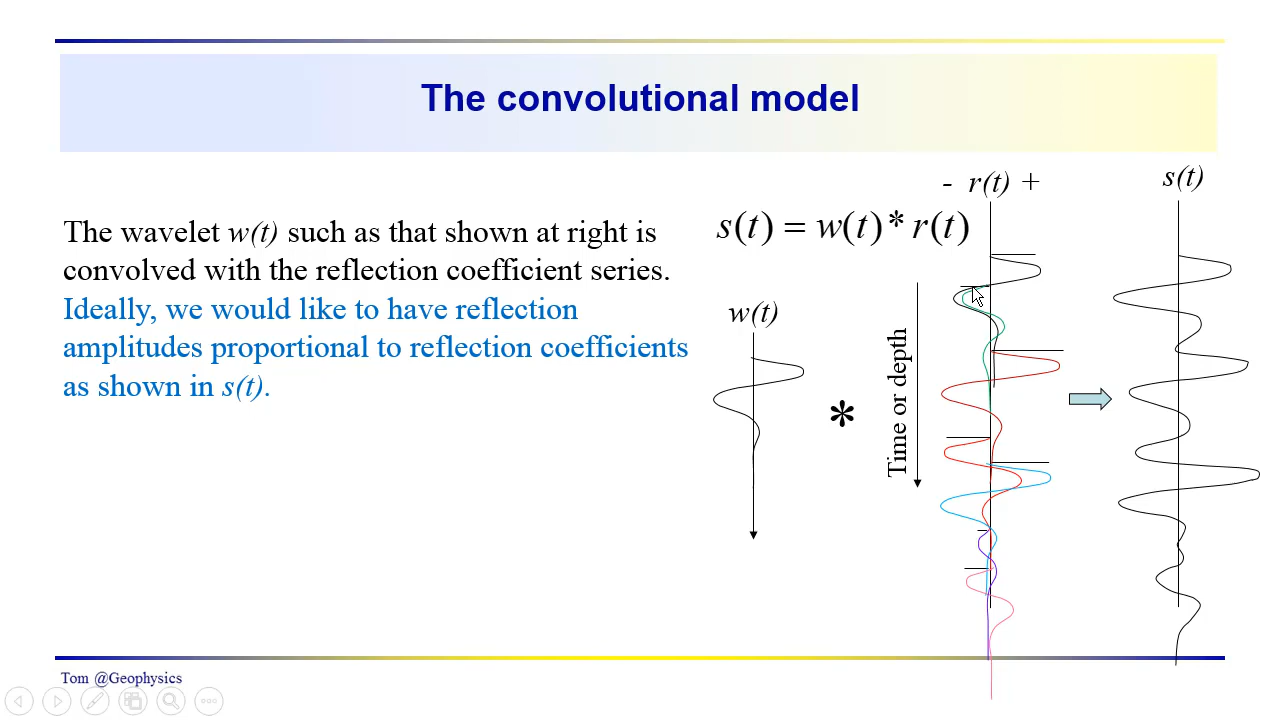 The convolutional model
- r(t) +
s(t)
The wavelet w(t) such as that shown at right is
convolved with the reflection coefficient series.
Ideally, we would like to have reflection
amplitudes proportional to reflection coefficients
as shown in s(t).
s(t) = w(t) * r(t)
w(t)
*
Time or depth
Tom @Geophysics